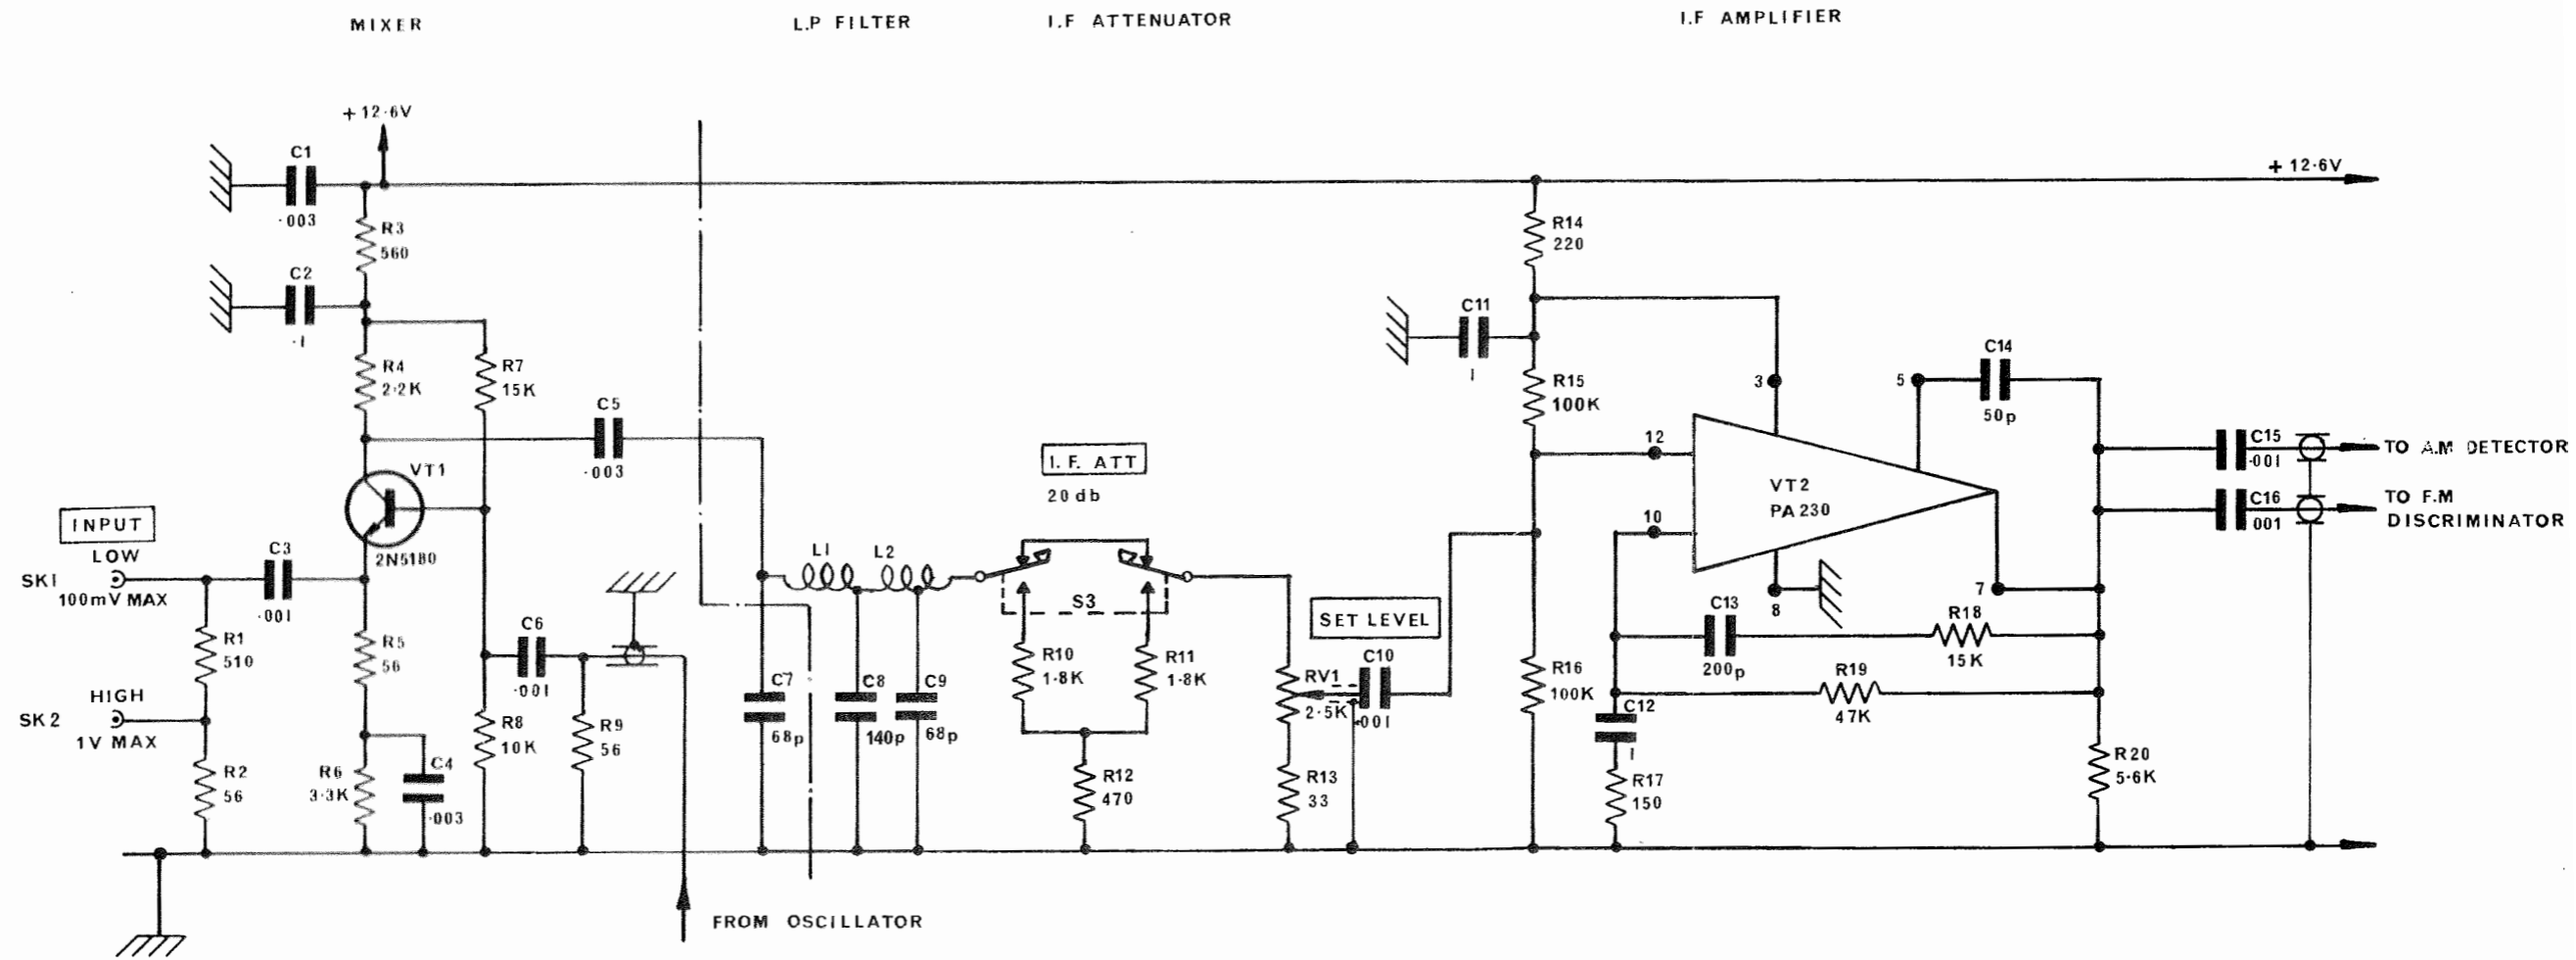 MIXER
L.P FILTER
I.F ATTENUATOR
I.F AMPLIFIER
+12·6V
+ 12·6V
C1
·003
R3
560
C2
·1
R4
2·2K
R7
15K
C5
·003
VT1
2N5180
INPUT
LOW
SK1
100mV MAX
C3
·001
R1
510
R5
56
HIGH
SK2
1V MAX
R2
56
R6
3·3K
C4
·003
C6
·001
R8
10K
R9
56
FROM OSCILLATOR
C7
68p
L1
L2
C8
140p
C9
68p
I.F. ATT
20db
S3
R10
1·8K
R11
1·8K
R12
470
SET LEVEL
RV1
2·5K
C10
·001
R13
33
R14
220
C11
1
R15
100K
R16
100K
12
10
3
5
7
8
VT2
PA230
C14
50p
C13
200p
R18
15K
R19
47K
C12
1
R17
150
R20
5·6K
C15
·001
TO A.M DETECTOR
C16
001
TO F.M
DISCRIMINATOR